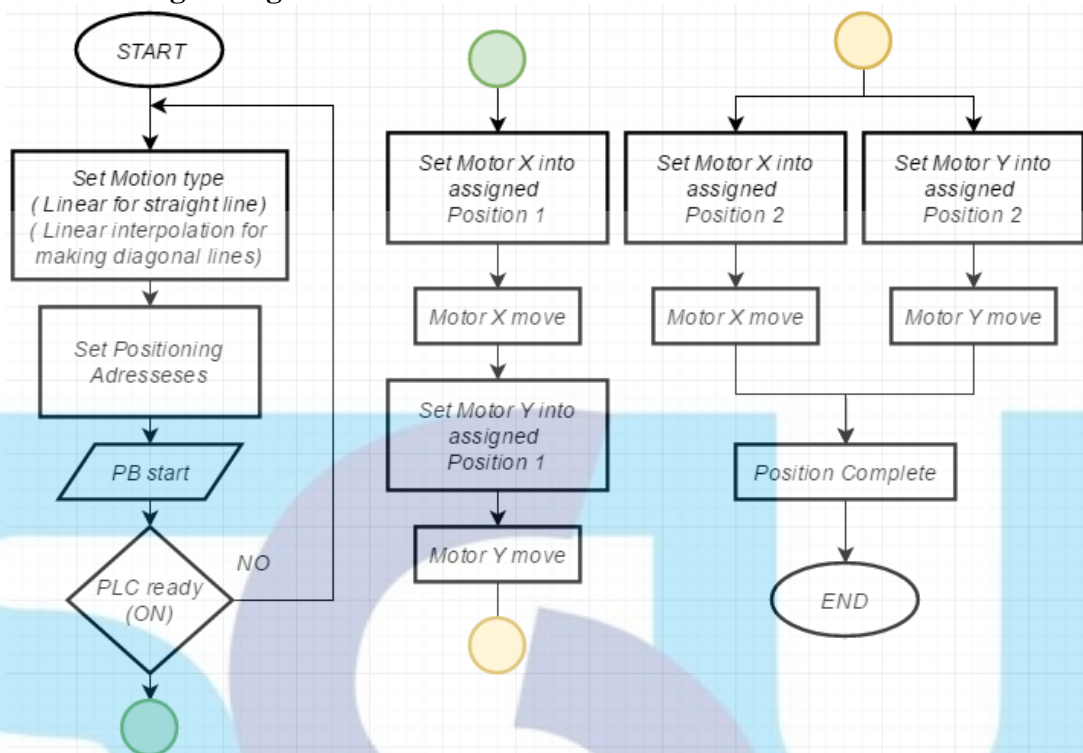 START
Set Motion type
( Linear for straight line)
( Linear interpolation for
making diagonal lines)
Set Positioning
Adresseses
PB start
PLC ready
(ON)
NO
Set Motor X into
assigned
Position 1
Motor X move
Set Motor Y into
assigned
Position 1
Motor Y move
Set Motor X into
assigned
Position 2
Motor X move
Set Motor Y into
assigned
Position 2
Motor Y move
Position Complete
END